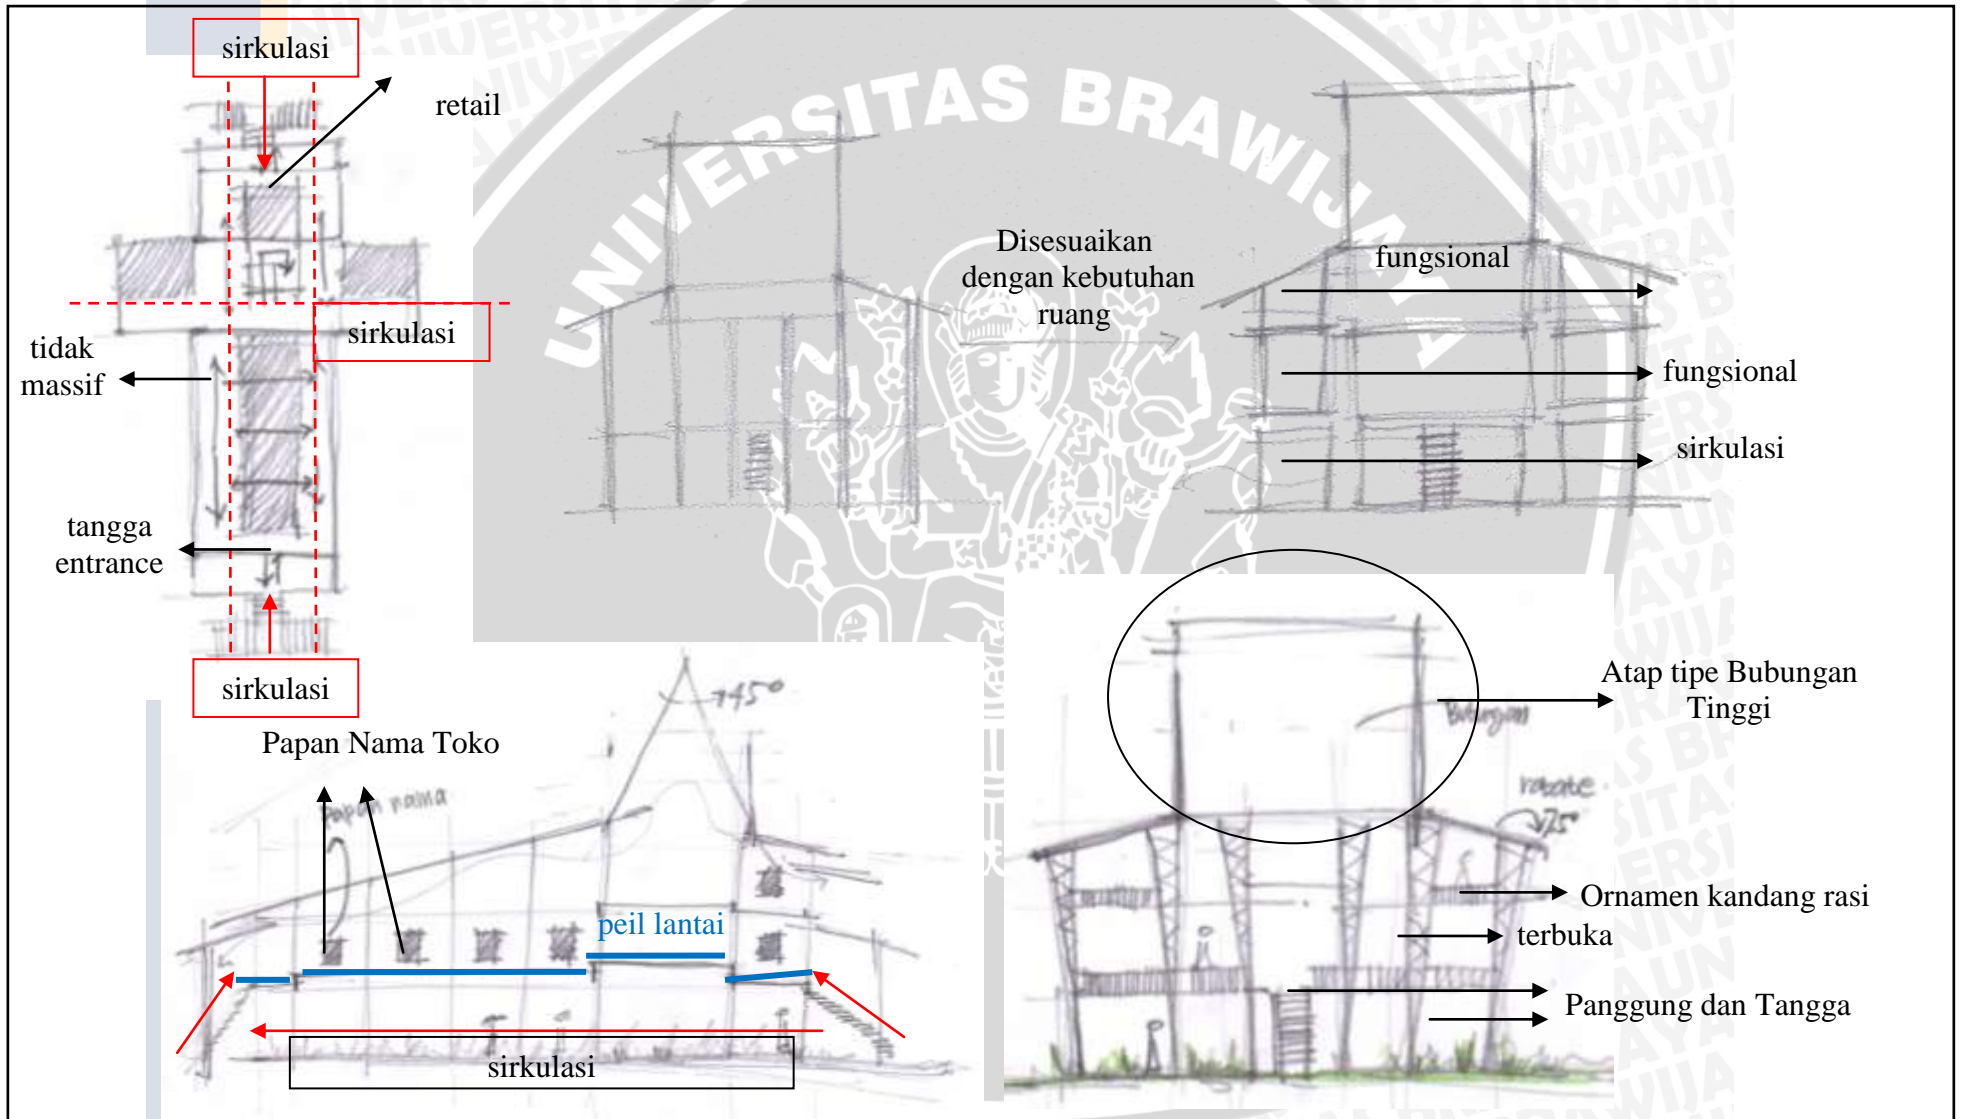 UNIVERSITAS BRAWIJAYA
sirkulasi
retail
sirkulasi
tidak
massif
tangga
entrance
sirkulasi
Disesuaikan
dengan kebutuhan
ruang
fungsional
fungsional
sirkulasi
Papan Nama Toko
papan nama
45°
peil lantai
sirkulasi
Atap tipe Bubungan
Tinggi
Bubungan
Ornamen kandang rasi
terbuka
Panggung dan Tangga